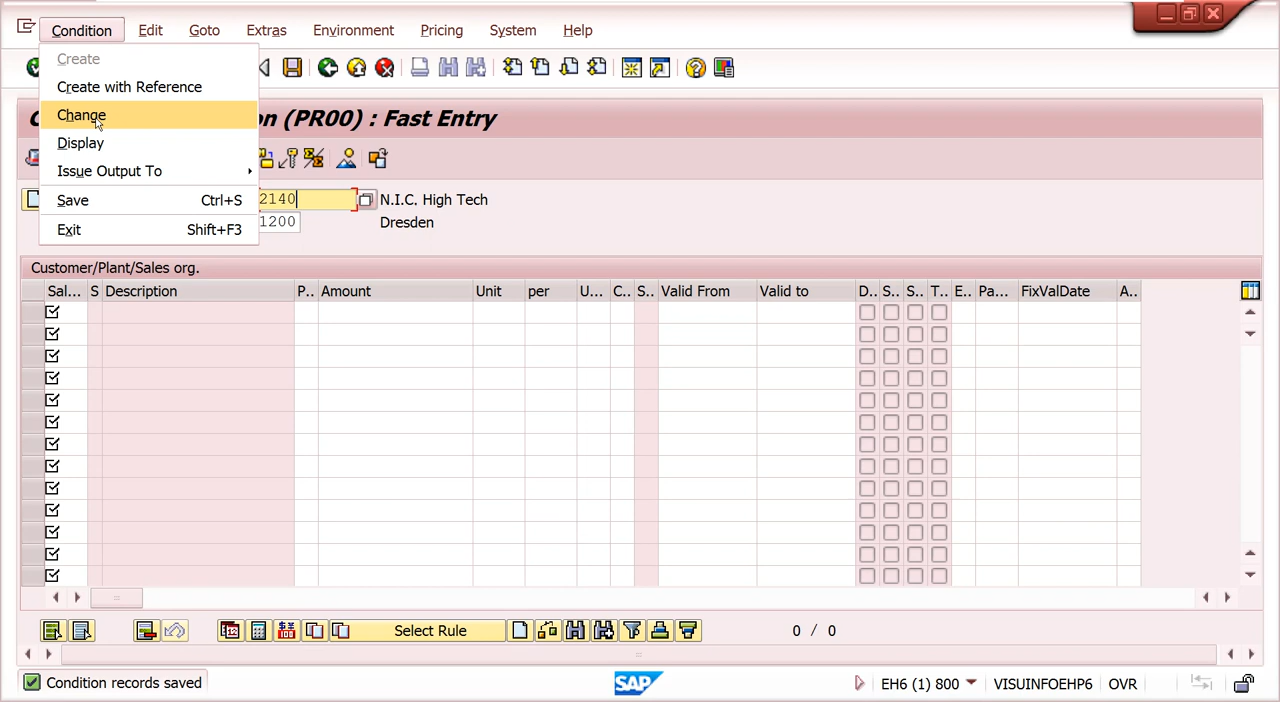 Condition Edit Goto Extras Environment Pricing System Help
Create
Create with Reference
Change
Display
Issue Output To
Save Ctrl+S
Exit Shift+F3
on (PR00) : Fast Entry
2140 N.I.C. High Tech
1200 Dresden
Customer/Plant/Sales org.
Sal... S Description P.. Amount Unit per U... C.. S.. Valid From Valid to D.. S.. S.. T.. E.. Pa... FixValDate A..
Select Rule 0 / 0
Condition records saved SAP EH6 (1) 800 VISUINFOEHP6 OVR